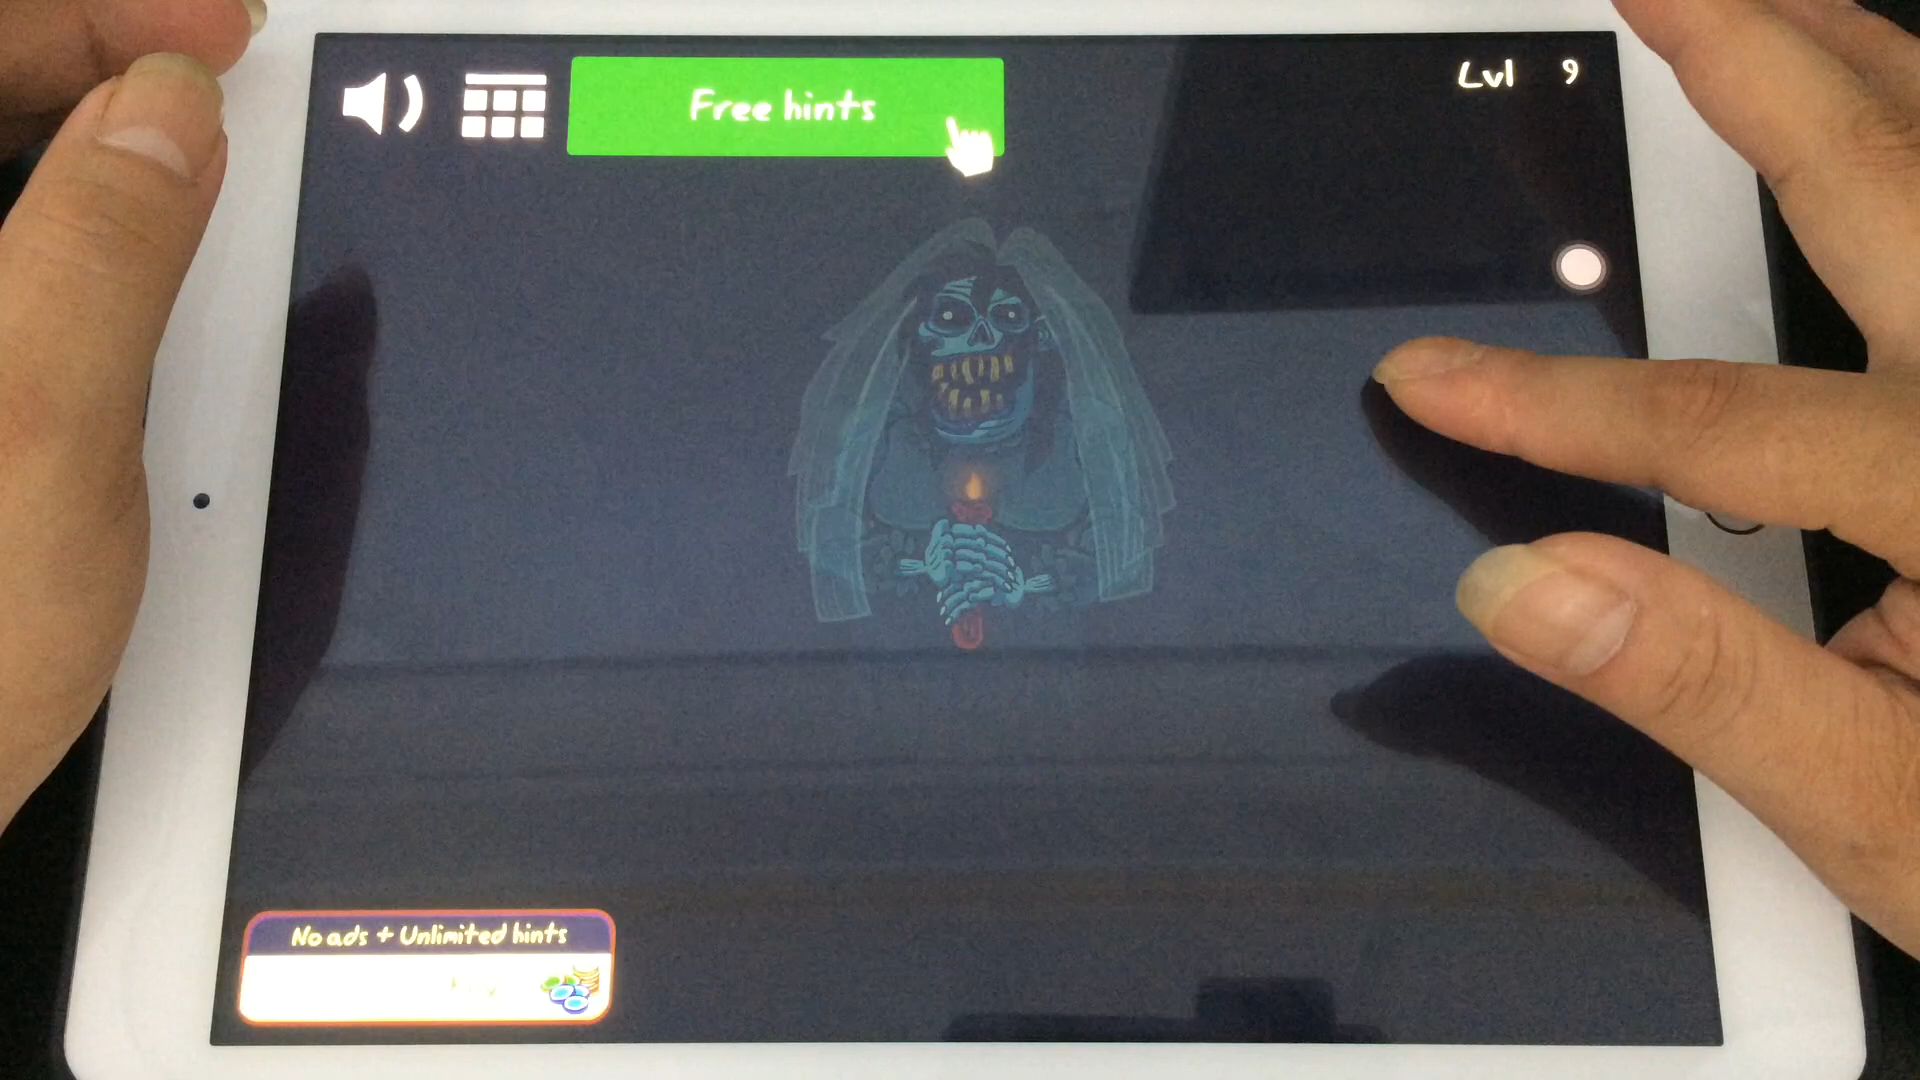 Free hints
Lvl 9
No ads + Unlimited hints